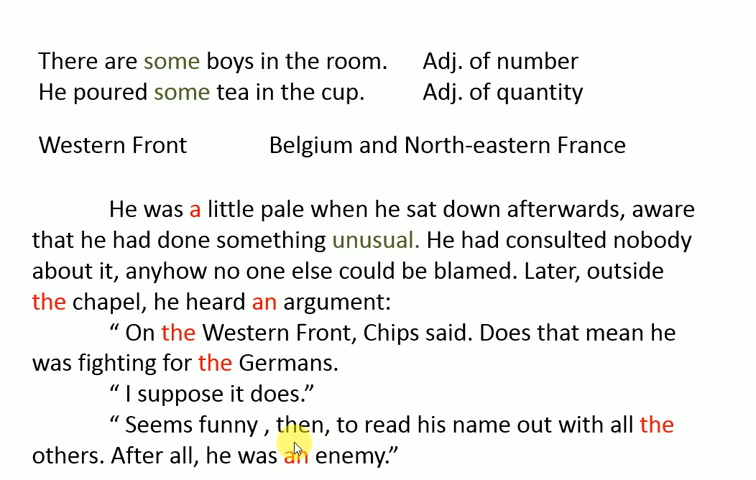 There are some boys in the room. Adj. of number
He poured some tea in the cup. Adj. of quantity
Western Front Belgium and North-eastern France
He was a little pale when he sat down afterwards, aware
that he had done something unusual. He had consulted nobody
about it, anyhow no one else could be blamed. Later, outside
the chapel, he heard an argument:
“ On the Western Front, Chips said. Does that mean he
was fighting for the Germans.
“ I suppose it does.”
“ Seems funny , then, to read his name out with all the
others. After all, he was an enemy.”